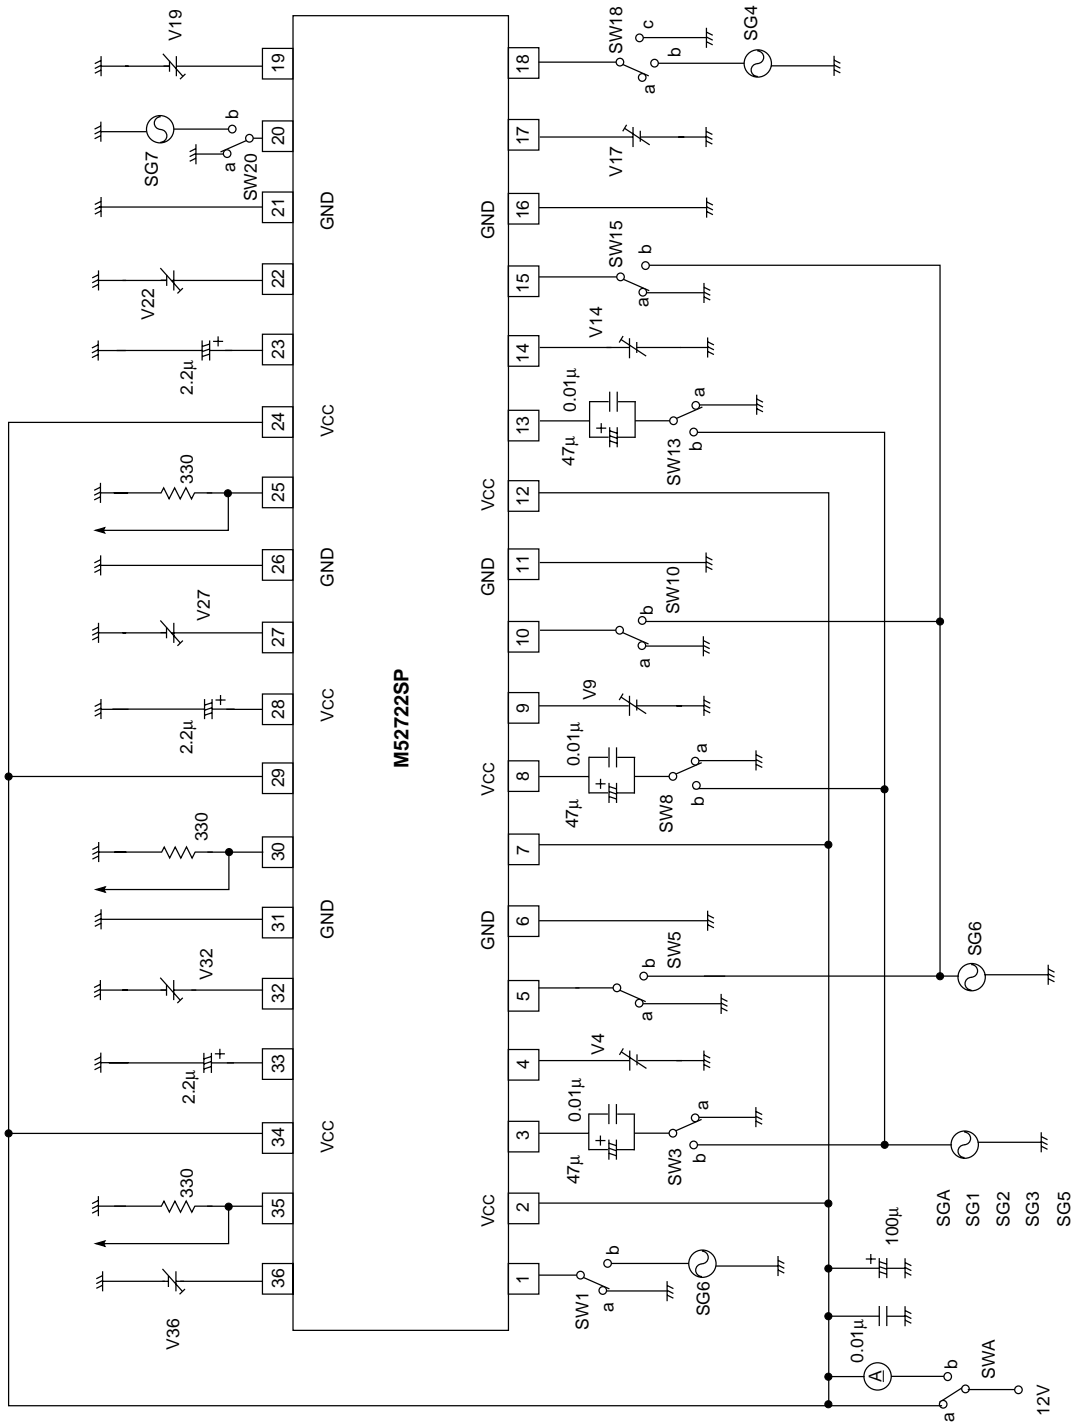 V36
330
2.2μ
V32
330
2.2μ
V27
330
2.2μ
V22
SG7
a
b
SW20
V19
36
35
34
33
32
31
30
29
28
27
26
25
24
23
22
21
20
19
VCC
GND
VCC
GND
VCC
GND
M52722SP
VCC
GND
VCC
GND
VCC
GND
1
2
3
4
5
6
7
8
9
10
11
12
13
14
15
16
17
18
SW1
a
b
SG6
47μ
0.01μ
SW3
b
a
V4
a
b
SW5
47μ
0.01μ
SW8
b
a
V9
a
b
SW10
47μ
0.01μ
SW13
b
a
V14
a
b
SW15
V17
a
b
c
SW18
SG4
0.01μ
100μ
A
a
b
SWA
12V
SGA
SG1
SG2
SG3
SG5
SG6